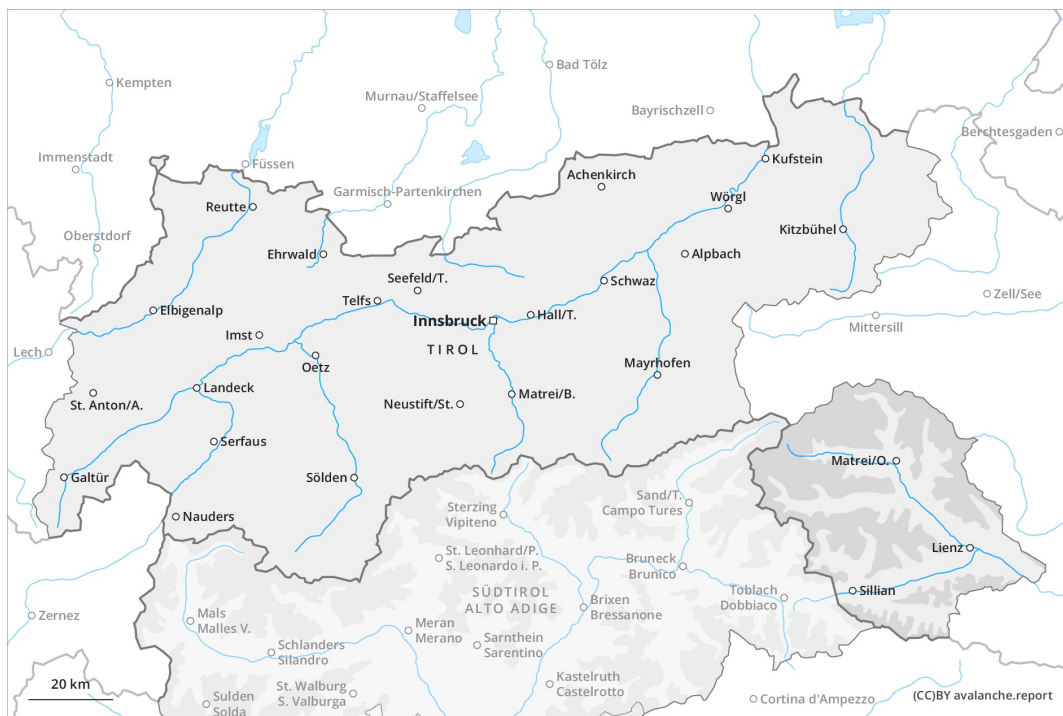 Kempten
Bad Tölz
Murnau/Staffelsee
Bayrischzell
Berchtesgaden
Immenstadt
Füssen
Kufstein
Achenkirch
Garmisch-Partenkirchen
Reutte
Wörgl
Oberstdorf
Kitzbühel
Ehrwald
Alpbach
Seefeld/T.
Schwaz
Zell/See
Telfs
Elbigenalp
Hall/T.
Innsbruck
Mittersill
Imst
TIROL
Lech
Oetz
Mayrhofen
Landeck
St. Anton/A.
Matrei/B.
Neustift/St.
Serfaus
Matrei/O.
Galtür
Sölden
Sand/T.
Campo Tures
Sterzing
Vipiteno
Nauders
Lienz
St. Leonhard/P.
S. Leonardo i. P.
Bruneck
Brunico
SÜDTIROL
ALTO ADIGE
Sillian
Toblach
Dobbiaco
Brixen
Bressanone
Zernez
Mals
Malles V.
Meran
Merano
Sarnthein
Sarentino
Schlanders
Silandro
20 km
St. Walburg
S. Valburga
Kastelruth
Castelrotto
Sulden
Solda
Cortina d'Ampezzo
(CC)BY avalanche.report